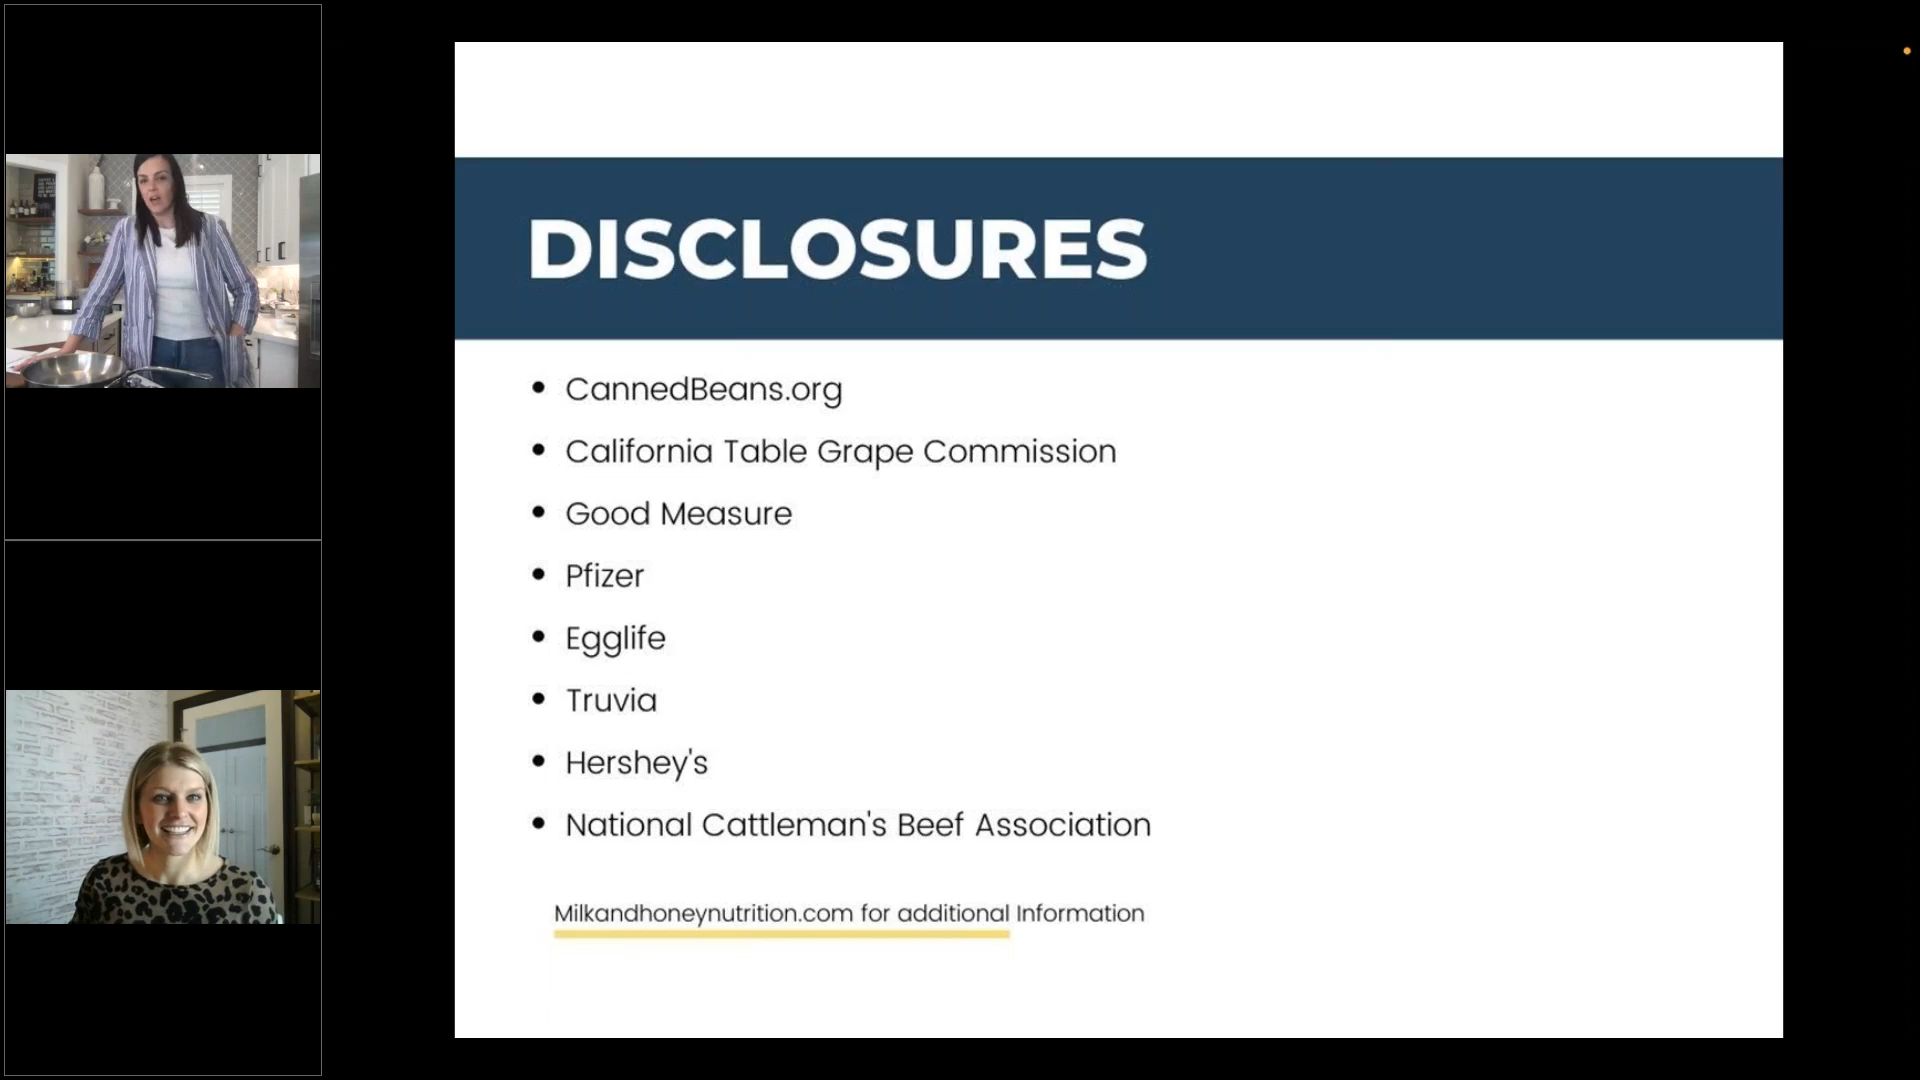 DISCLOSURES
CannedBeans.org
California Table Grape Commission
Good Measure
Pfizer
Egglife
Truvia
Hershey's
National Cattleman's Beef Association
Milkandhoneynutrition.com for additional Information